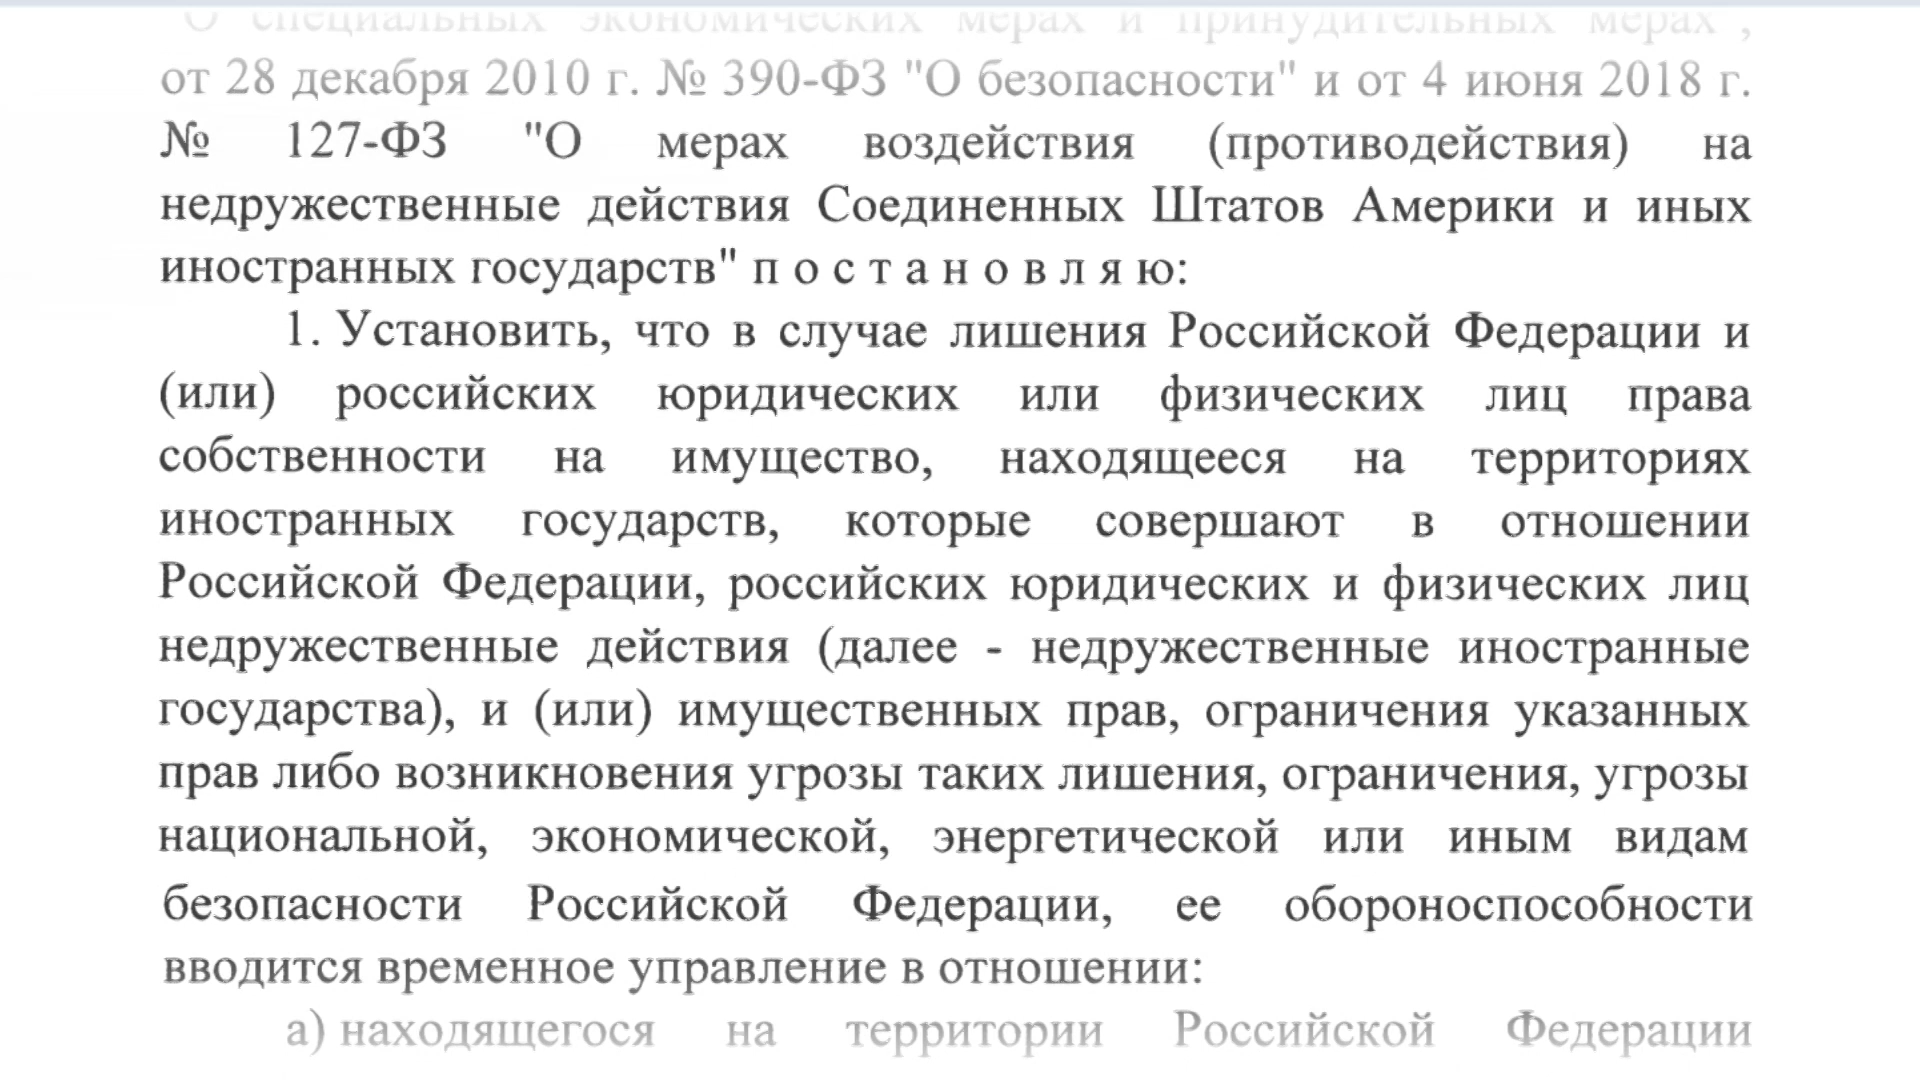 О специальных экономических мерах и принудительных мерах",
от 28 декабря 2010 г. № 390-ФЗ "О безопасности" и от 4 июня 2018 г.
№ 127-ФЗ "О мерах воздействия (противодействия) на
недружественные действия Соединенных Штатов Америки и иных
иностранных государств" п о с т а н о в л я ю:
1. Установить, что в случае лишения Российской Федерации и
(или) российских юридических или физических лиц права
собственности на имущество, находящееся на территориях
иностранных государств, которые совершают в отношении
Российской Федерации, российских юридических и физических лиц
недружественные действия (далее - недружественные иностранные
государства), и (или) имущественных прав, ограничения указанных
прав либо возникновения угрозы таких лишения, ограничения, угрозы
национальной, экономической, энергетической или иным видам
безопасности Российской Федерации, ее обороноспособности
вводится временное управление в отношении:
а) находящегося на территории Российской Федерации